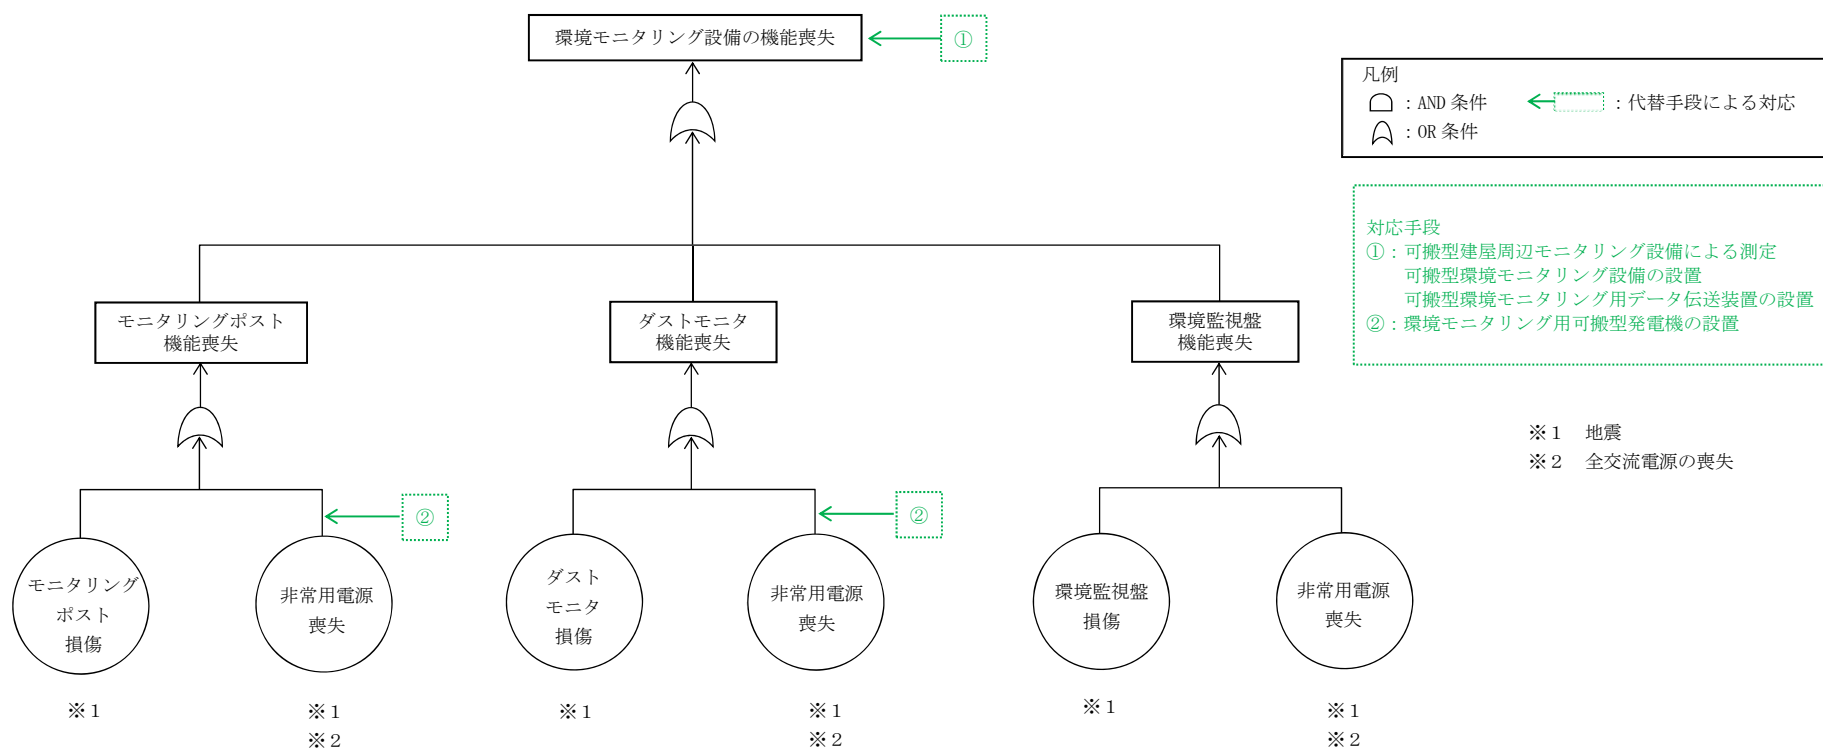 環境モニタリング設備の機能喪失
①
凡例
：AND 条件
：代替手段による対応
：OR 条件
対応手段
①：可搬型建屋周辺モニタリング設備による測定
可搬型環境モニタリング設備の設置
可搬型環境モニタリング用データ伝送装置の設置
②：環境モニタリング用可搬型発電機の設置
モニタリングポスト
機能喪失
ダストモニタ
機能喪失
環境監視盤
機能喪失
※１　地震
※２　全交流電源の喪失
②
②
モニタリング
ポスト
損傷
非常用電源
喪失
ダスト
モニタ
損傷
非常用電源
喪失
環境監視盤
損傷
非常用電源
喪失
※１
※１
※２
※１
※１
※２
※１
※１
※２